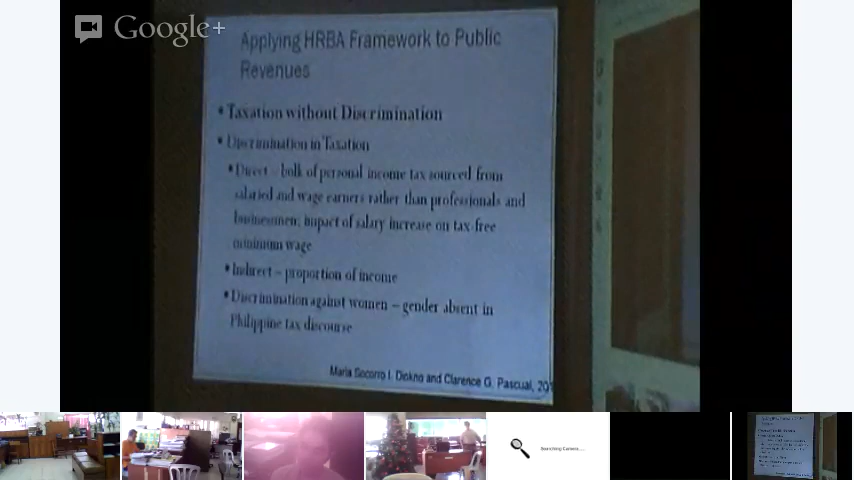 Google+
Applying HRBA Framework to Public
Revenues
• Taxation without Discrimination
• Discrimination in Taxation
• Direct – bulk of personal income tax sourced from
salaried and wage earners rather than professionals and
businessmen; impact of salary increase on tax-free
minimum wage
• Indirect – proportion of income
• Discrimination against women – gender absent in
Philippine tax discourse
Maria Socorro I. Diokno and Clarence G. Pascual, 201